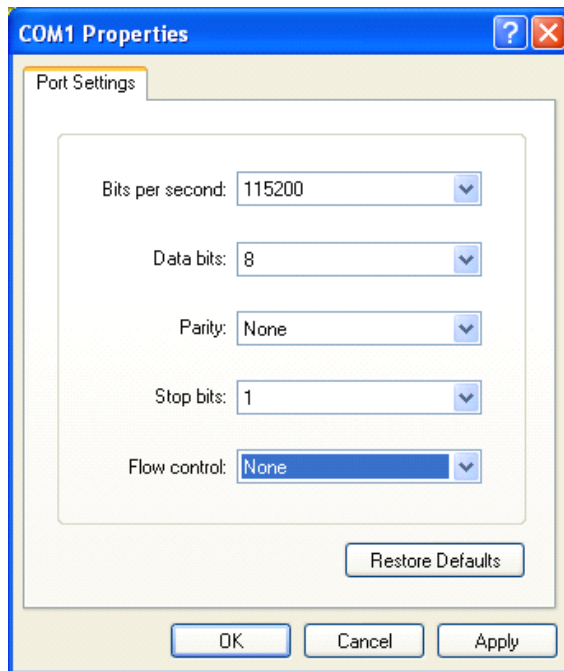 COM1 Properties
Port Settings
Bits per second: 115200
Data bits: 8
Parity: None
Stop bits: 1
Flow control: None
Restore Defaults
OK Cancel Apply